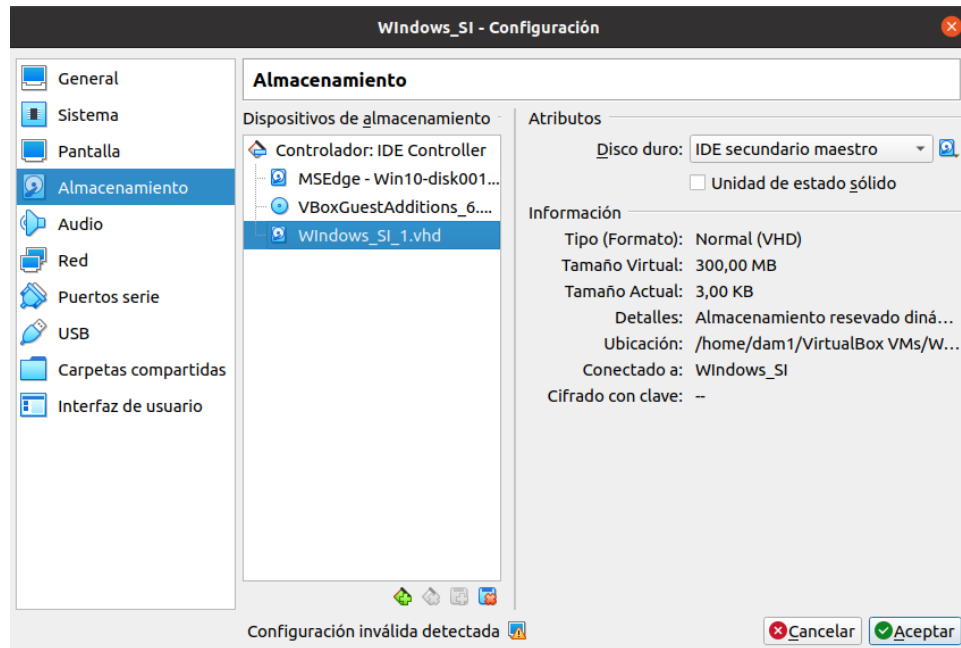 WIndows_SI - Configuración
General
Sistema
Pantalla
Almacenamiento
Audio
Red
Puertos serie
USB
Carpetas compartidas
Interfaz de usuario
Almacenamiento
Dispositivos de almacenamiento
Controlador: IDE Controller
MSEdge - Win10-disk001...
VBoxGuestAdditions_6....
WIndows_SI_1.vhd
Atributos
Disco duro: IDE secundario maestro
Unidad de estado sólido
Información
Tipo (Formato): Normal (VHD)
Tamaño Virtual: 300,00 MB
Tamaño Actual: 3,00 KB
Detalles: Almacenamiento resevado diná...
Ubicación: /home/dam1/VirtualBox VMs/W...
Conectado a: WIndows_SI
Cifrado con clave: --
Configuración inválida detectada
Cancelar
Aceptar